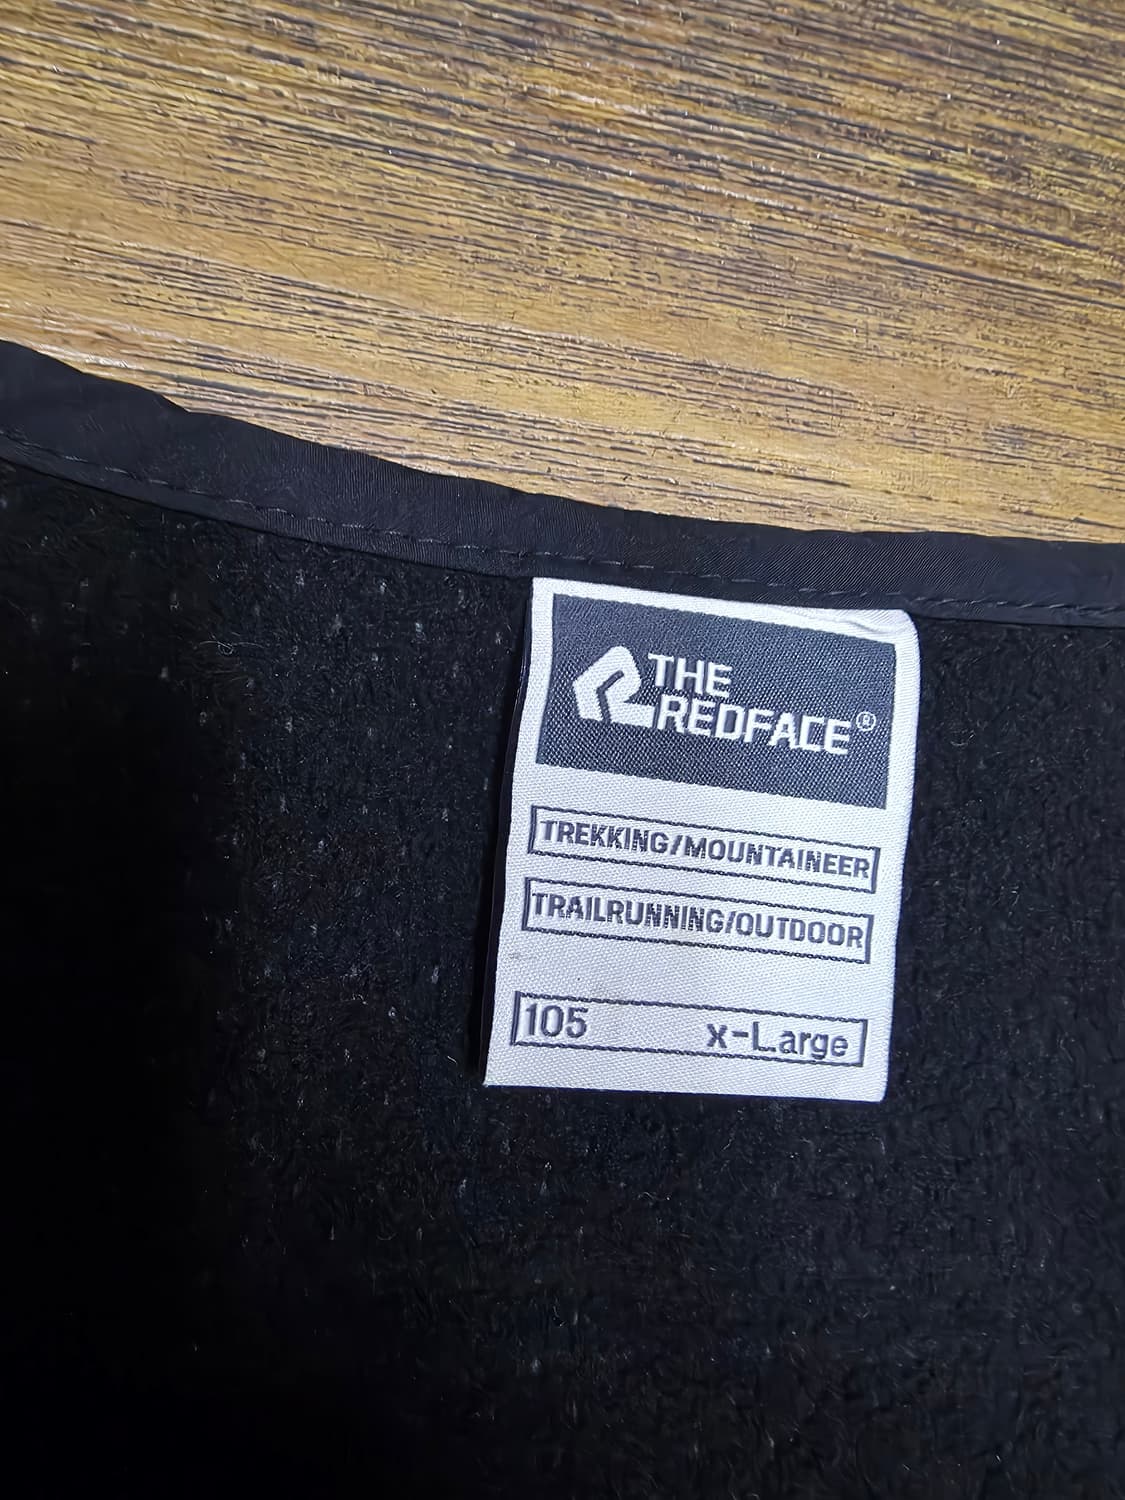 THE
REDFACE®
TREKKING/MOUNTAINEER
TRAILRUNNING/OUTDOOR
105 x-Large